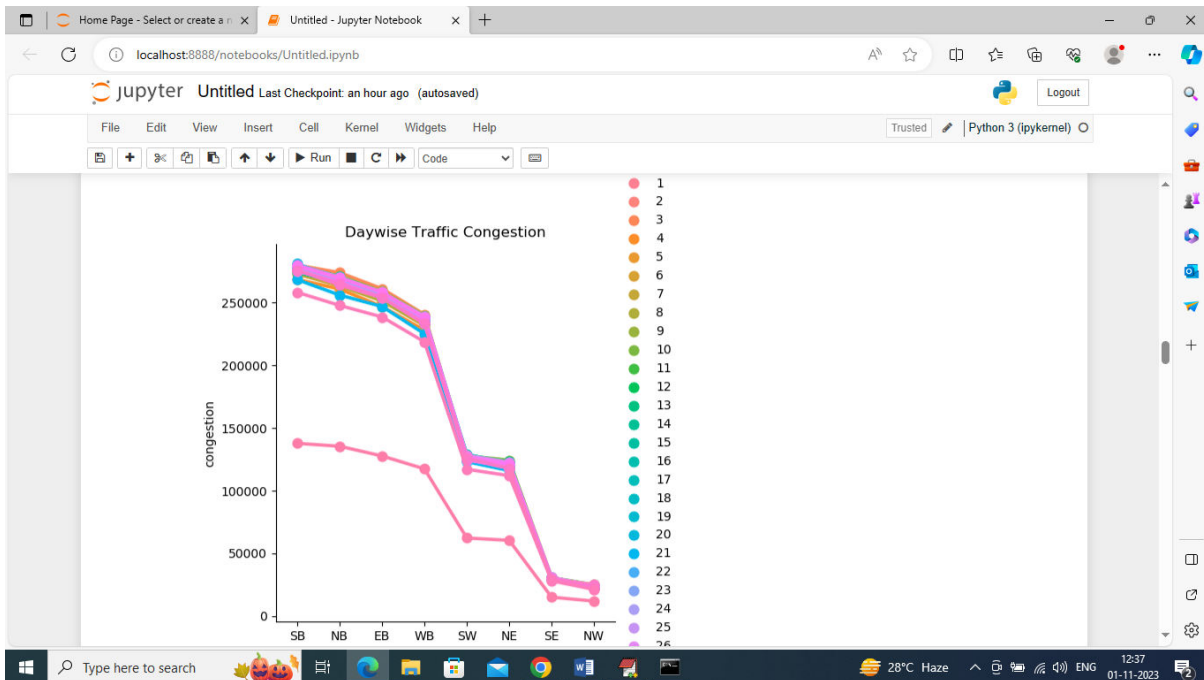 Home Page - Select or create a n
Untitled - Jupyter Notebook
localhost:8888/notebooks/Untitled.ipynb
jupyter Untitled Last Checkpoint: an hour ago (autosaved)
Logout
File Edit View Insert Cell Kernel Widgets Help
Trusted Python 3 (ipykernel)
Run Code
Daywise Traffic Congestion
congestion
250000
200000
150000
100000
50000
0
SB NB EB WB SW NE SE NW
1
2
3
4
5
6
7
8
9
10
11
12
13
14
15
16
17
18
19
20
21
22
23
24
25
26
Type here to search
28°C Haze
ENG
12:37
01-11-2023
2